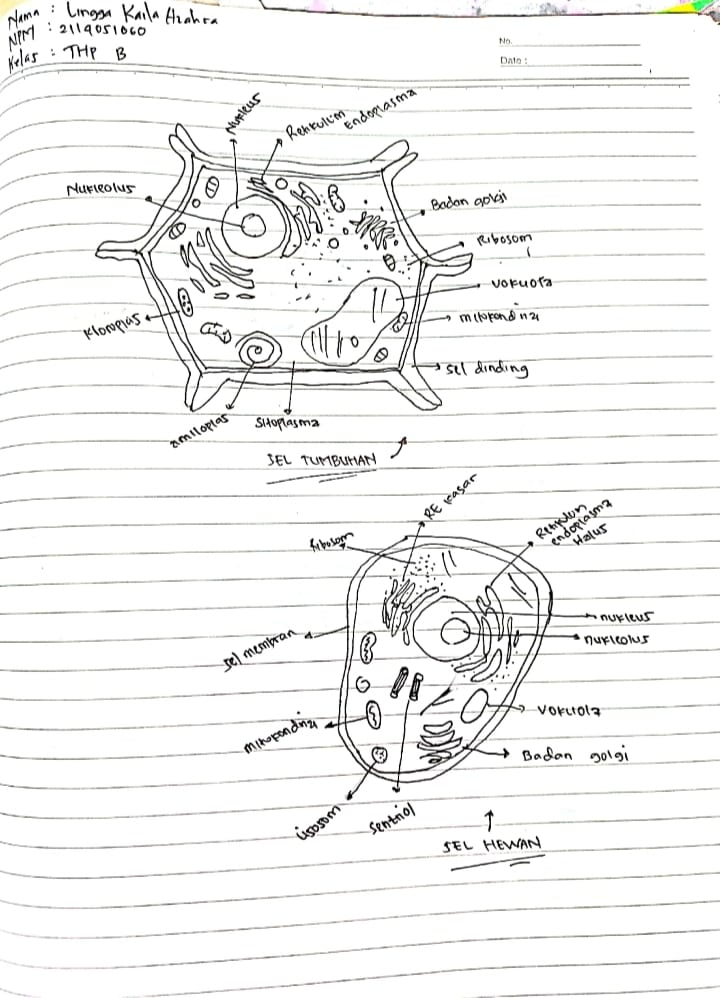 Nama : Lingga Kaila Azahra
NPM : 2114051060
Kelas : THP B
No.
Date :
Nukleus
Retikulum Endoplasma
Nukleolus
Badan golgi
Ribosom
Vokuola
mitokondria
Kloroplas
sel dinding
amiloplas
Sitoplasma
SEL TUMBUHAN
RE kasar
Ribosom
Retikulum
endoplasma
Halus
nukleus
nukleolus
sel membran
Vokuola
mitokondria
Badan golgi
lisosom
Sentriol
SEL HEWAN